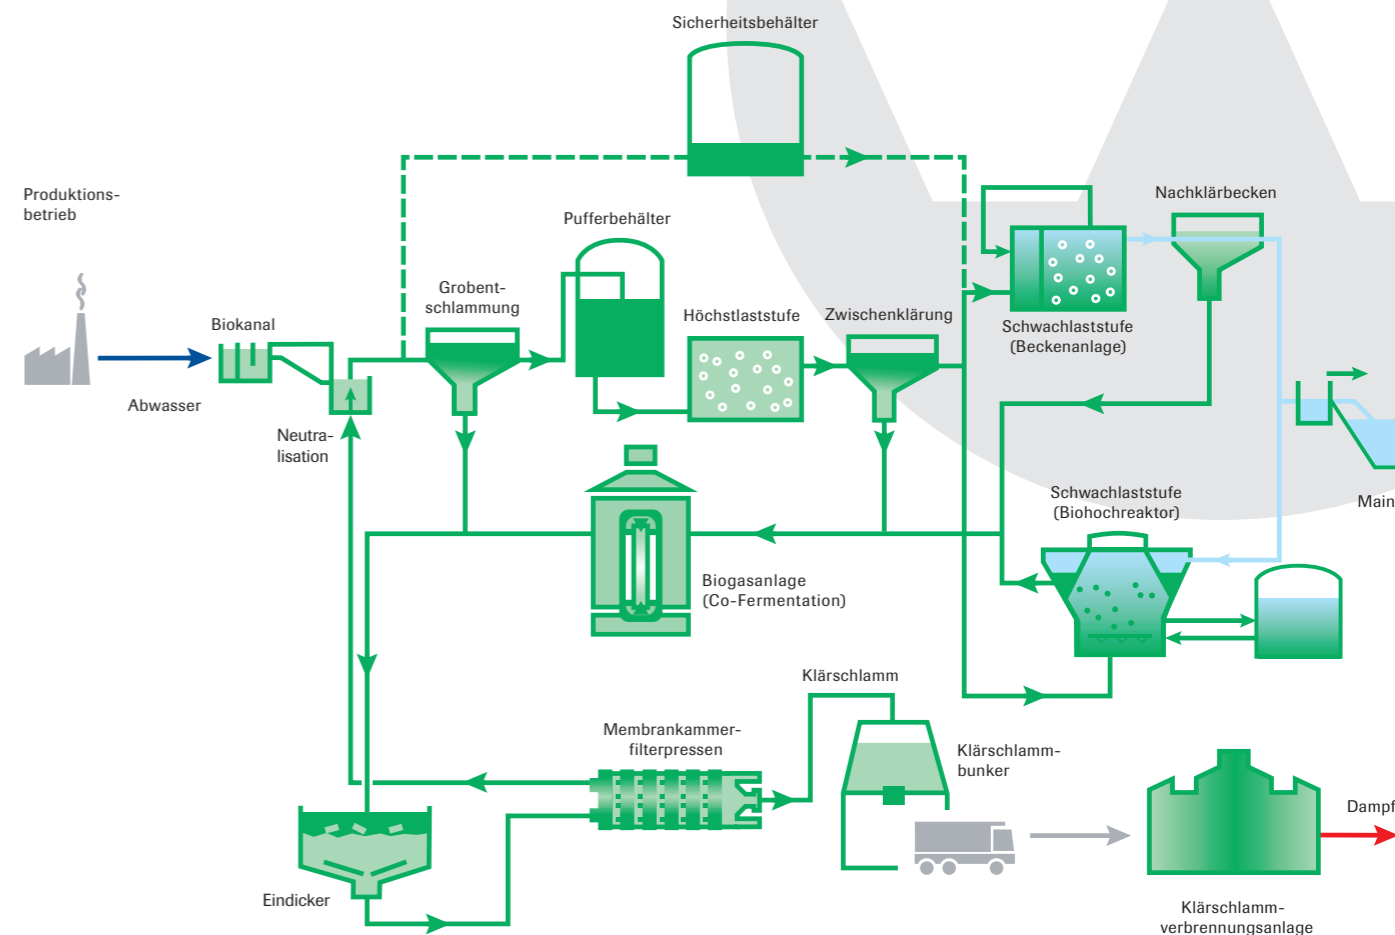 Sicherheitsbehälter
Produktions-
betrieb
Pufferbehälter
Nachklärbecken
Grobent-
schlammung
Biokanal
Höchstlaststufe
Zwischenklärung
Schwachlaststufe
(Beckenanlage)
Abwasser
Neutra-
lisation
Schwachlaststufe
(Biohochreaktor)
Main
Biogasanlage
(Co-Fermentation)
Klärschlamm
Membrankammer-
filterpressen
Klärschlamm-
bunker
Dampf
Eindicker
Klärschlamm-
verbrennungsanlage